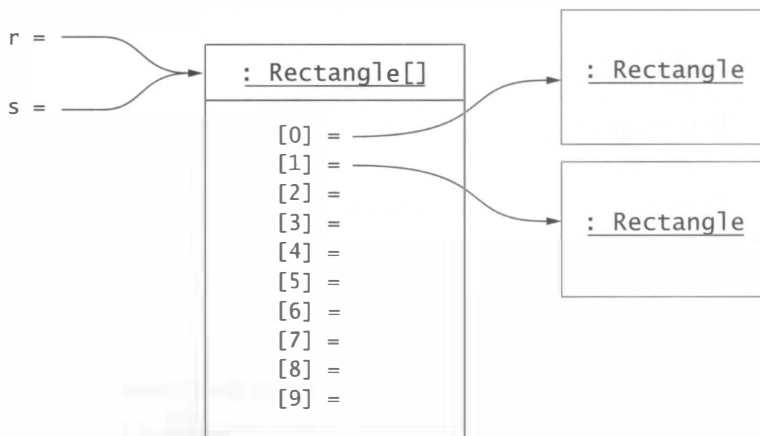 r =
s =
: Rectangle[]
[0] =
[1] =
[2] =
[3] =
[4] =
[5] =
[6] =
[7] =
[8] =
[9] =
: Rectangle
: Rectangle